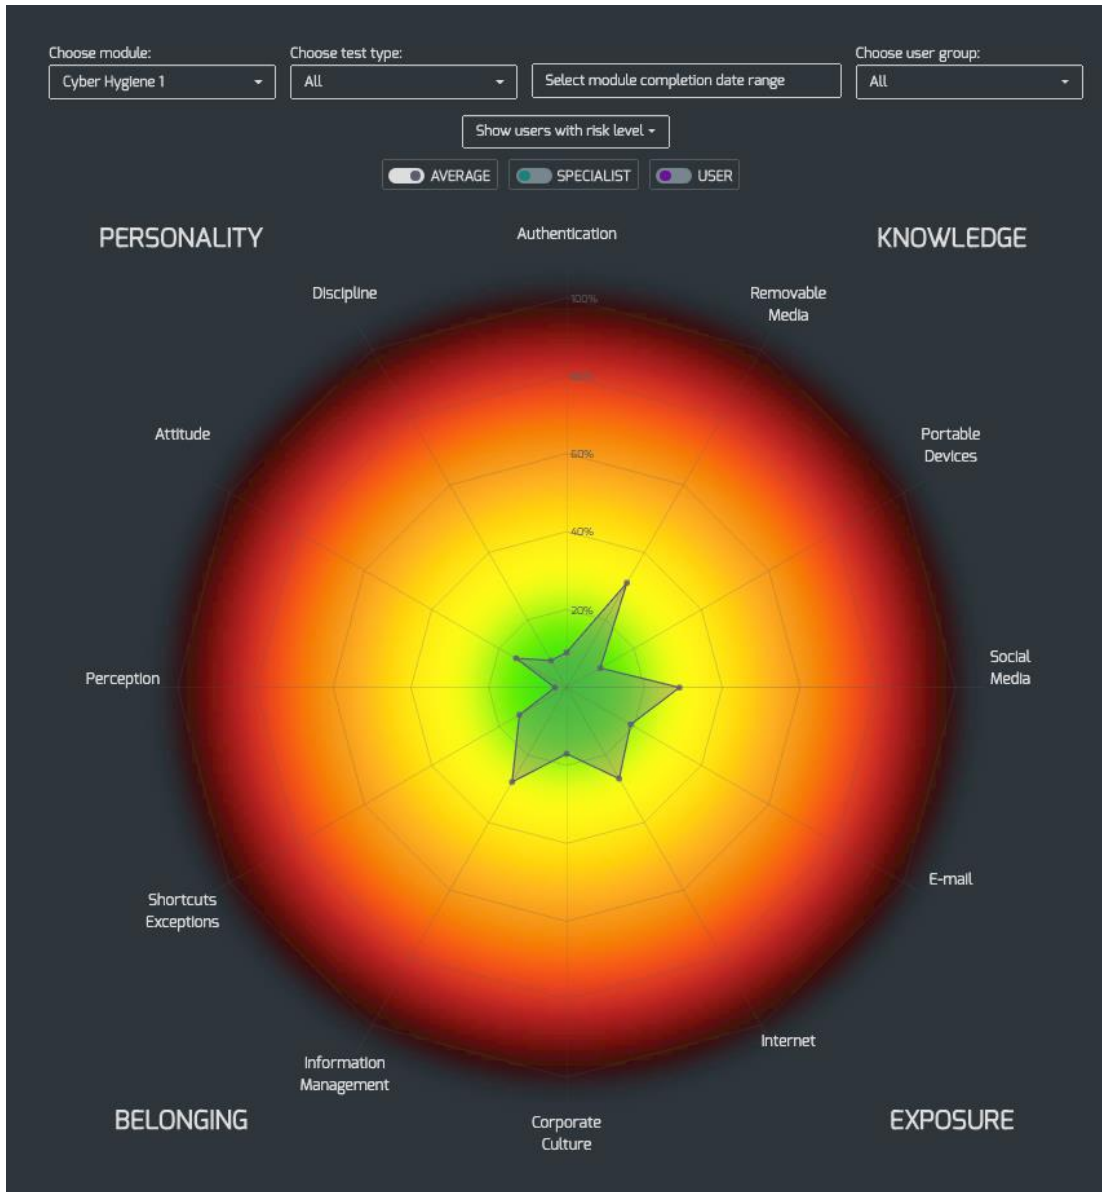 Choose module:
Choose test type:
Choose user group:
Cyber Hygiene 1
All
Select module completion date range
All
Show users with risk level
AVERAGE
SPECIALIST
USER
PERSONALITY
Authentication
KNOWLEDGE
Discipline
Removable
Media
100%
80%
Attitude
Portable
Devices
60%
40%
20%
Perception
Social
Media
Shortcuts
Exceptions
E-mail
Internet
Information
Management
BELONGING
Corporate
Culture
EXPOSURE